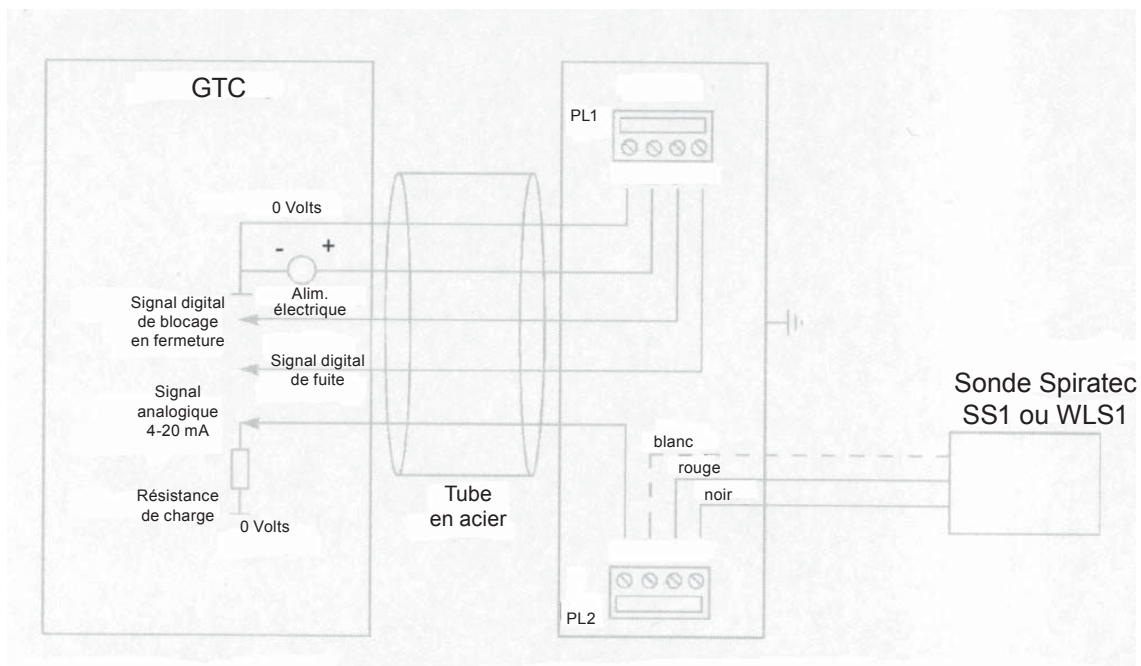 GTC
PL1
0 Volts
- +
Alim.
électrique
Signal digital
de blocage
en fermeture
Signal digital
de fuite
Signal
analogique
4-20 mA
Résistance
de charge
0 Volts
Tube
en acier
blanc
rouge
noir
Sonde Spiratec
SS1 ou WLS1
PL2